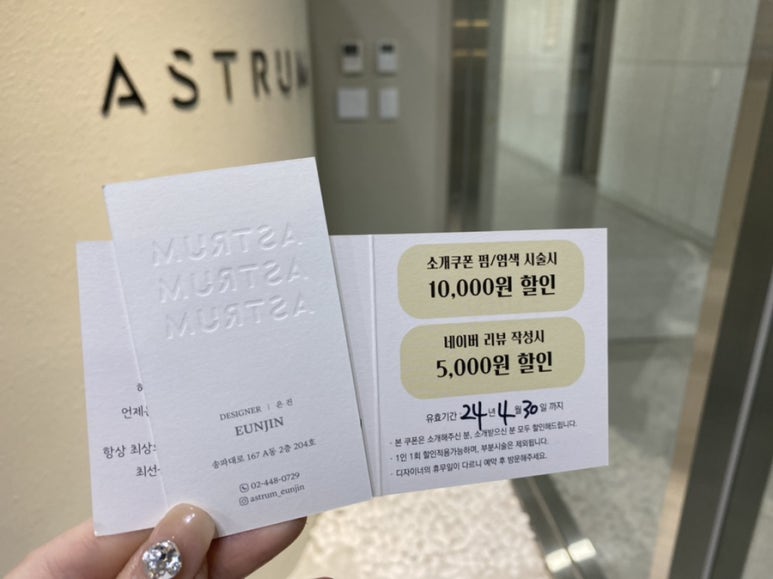 ASTRUM
ASTRUM
ASTRUM
ASTRUM
DESIGNER | 은 진
EUNJIN
송파대로 167 A동 2층 204호
02-448-0729
astrum_eunjin
언제
항상 최상
최선
소개쿠폰 펌/염색 시술시
10,000원 할인
네이버 리뷰 작성시
5,000원 할인
유효기간 24년 4월 30일 까지
· 본 쿠폰은 소개해주신 분, 소개받으신 분 모두 할인해드립니다.
· 1인 1회 할인적용가능하며, 부분시술은 제외됩니다.
· 디자이너의 휴무일이 다르니 예약 후 방문해주세요.